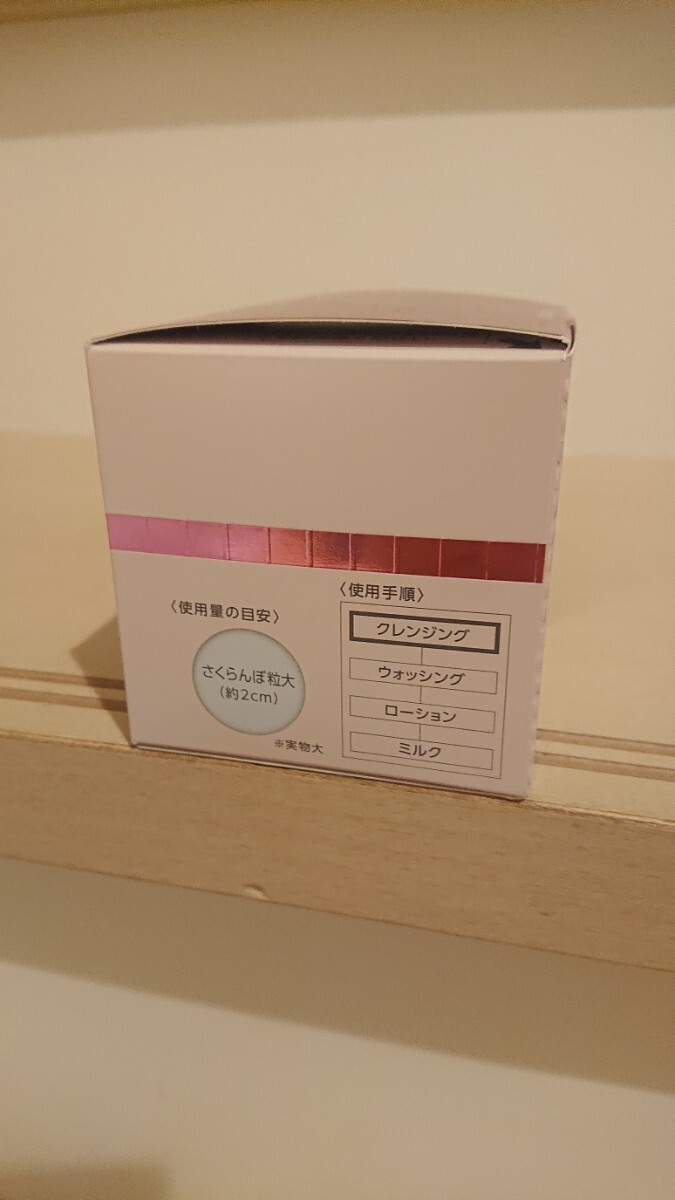 〈使用量の目安〉
さくらんぼ粒大
(約2cm)
※実物大
〈使用手順〉
クレンジング
ウォッシング
ローション
ミルク